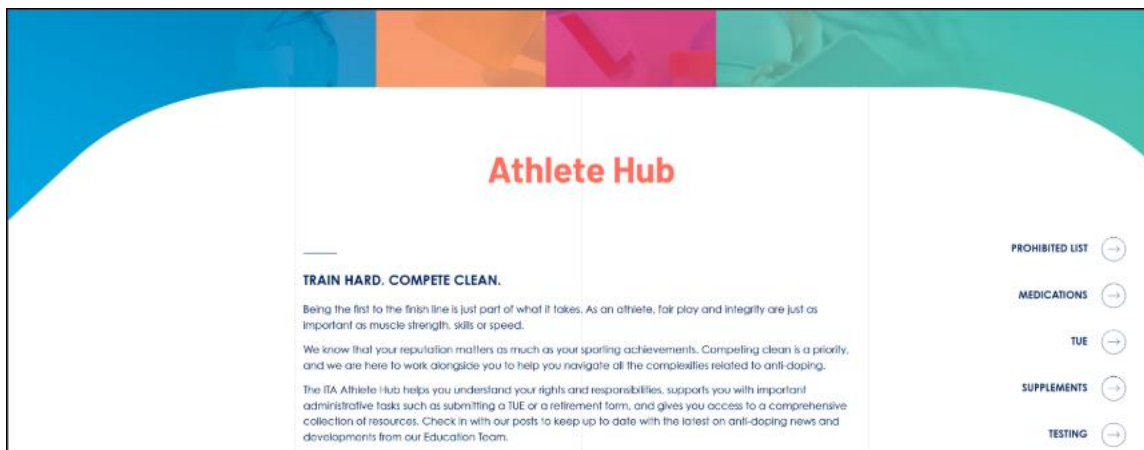 Athlete Hub
TRAIN HARD. COMPETE CLEAN.
Being the first to the finish line is just part of what it takes. As an athlete, fair play and integrity are just as
important as muscle strength, skills or speed.
We know that your reputation matters as much as your sporting achievements. Competing clean is a priority,
and we are here to work alongside you to help you navigate all the complexities related to anti-doping.
The ITA Athlete Hub helps you understand your rights and responsibilities, supports you with important
administrative tasks such as submitting a TUE or a retirement form, and gives you access to a comprehensive
collection of resources. Check in with our posts to keep up to date with the latest on anti-doping news and
developments from our Education Team.
PROHIBITED LIST
MEDICATIONS
TUE
SUPPLEMENTS
TESTING